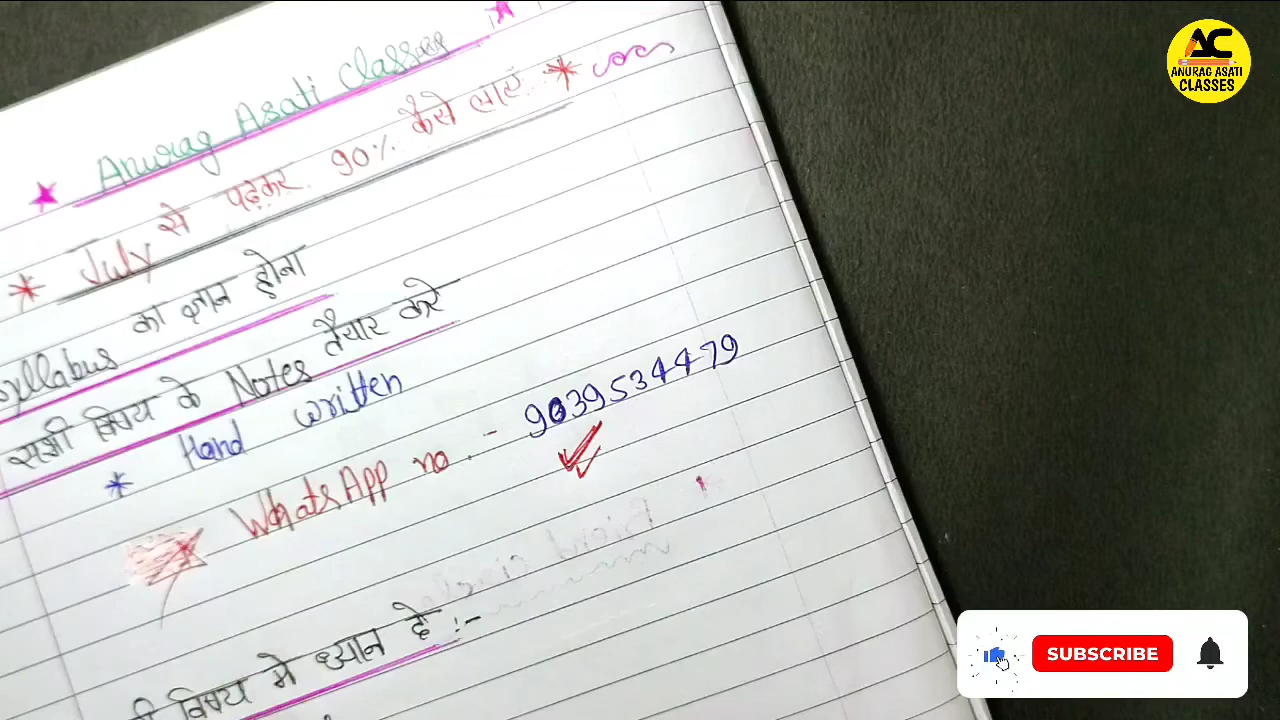 Anurag Asati Classes
July से पढ़कर 90% कैसे लाएं
syllabus का ज्ञान होना
सभी विषय के Notes तैयार करे
Hand written
WhatsApp no. - 9039534479
विषय मे ध्यान दे :-
AC
ANURAG ASATI
CLASSES
SUBSCRIBE